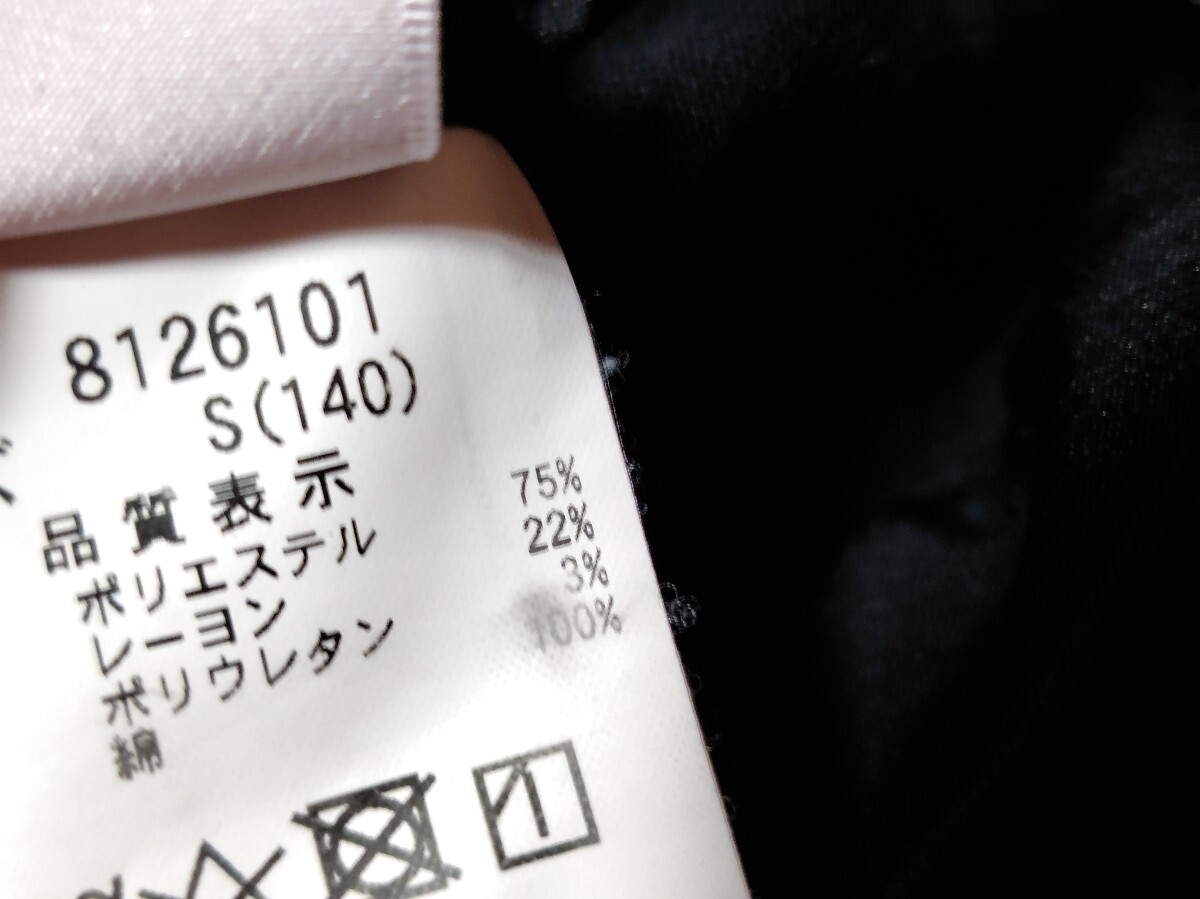 8126101
S(140)
品質表示
ポリエステル 75%
レーヨン 22%
ポリウレタン 3%
綿 100%